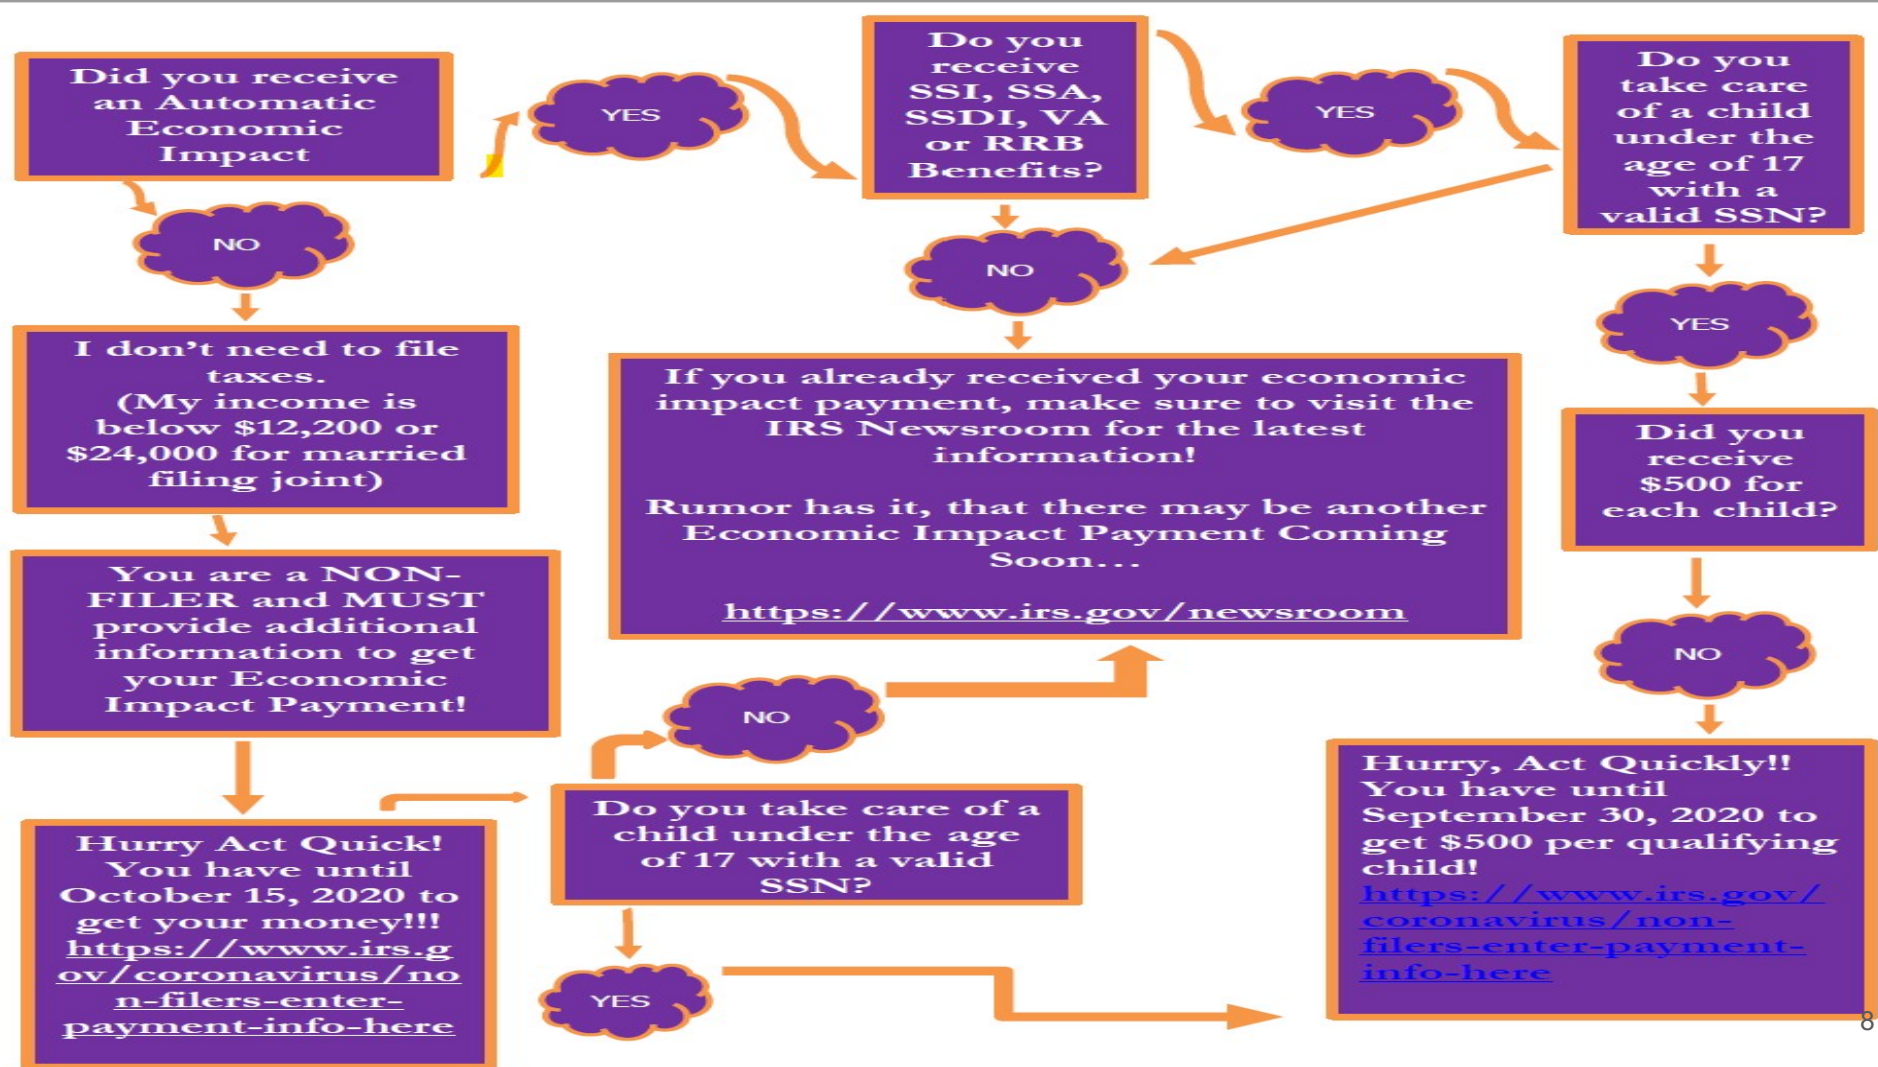 Did you receive
an Automatic
Economic
Impact
YES
Do you
receive
SSI, SSA,
SSDI, VA
or RRB
Benefits?
YES
Do you
take care
of a child
under the
age of 17
with a
valid SSN?
NO
NO
YES
I don’t need to file
taxes.
(My income is
below $12,200 or
$24,000 for married
filing joint)
If you already received your economic
impact payment, make sure to visit the
IRS Newsroom for the latest
information!
Rumor has it, that there may be another
Economic Impact Payment Coming
Soon…
https://www.irs.gov/newsroom
Did you
receive
$500 for
each child?
You are a NON-
FILER and MUST
provide additional
information to get
your Economic
Impact Payment!
NO
NO
Hurry Act Quick!
You have until
October 15, 2020 to
get your money!!!
https://www.irs.g
ov/coronavirus/no
n-filers-enter-
payment-info-here
Do you take care of a
child under the age
of 17 with a valid
SSN?
YES
Hurry, Act Quickly!!
You have until
September 30, 2020 to
get $500 per qualifying
child!
https://www.irs.gov/
coronavirus/non-
filers-enter-payment-
info-here
8